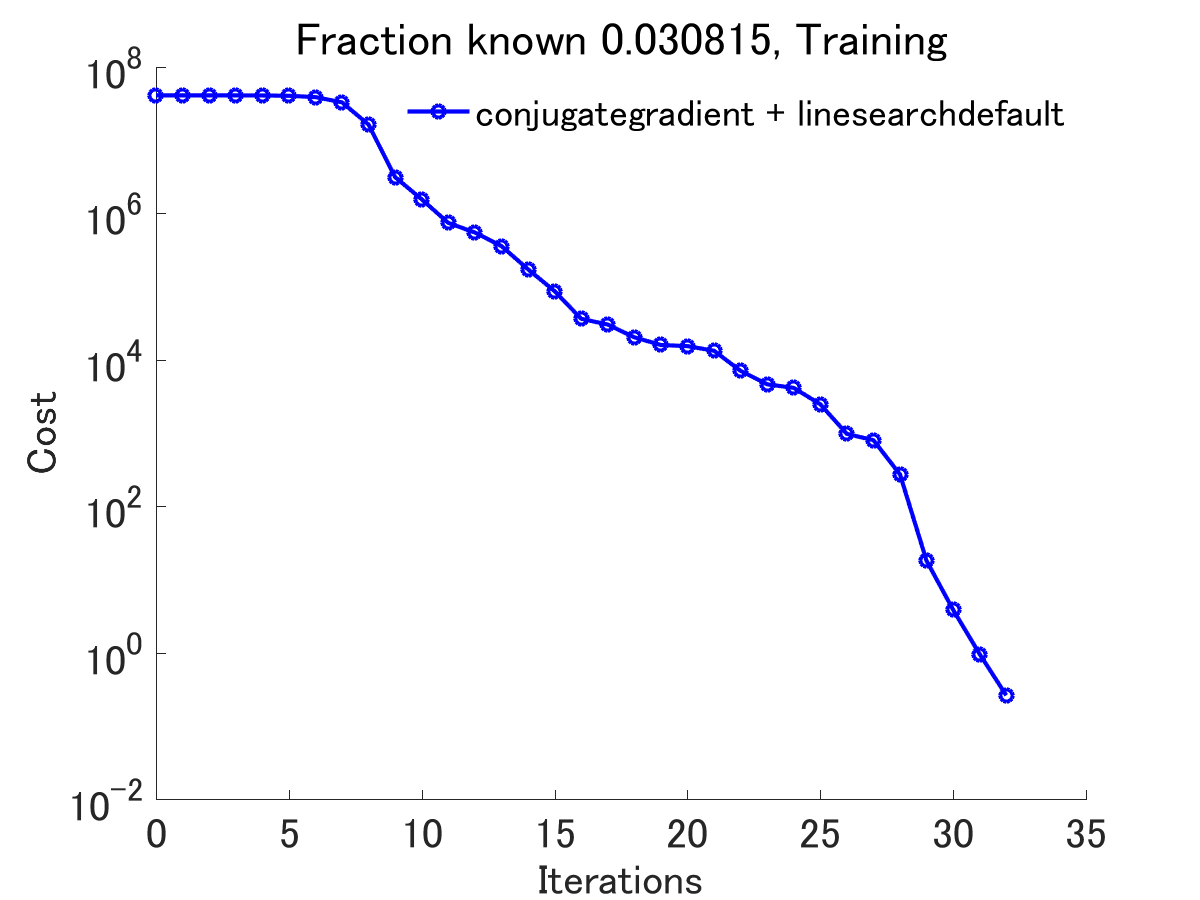 Fraction known 0.030815, Training
conjugategradient + linesearchdefault
Cost
10^8
10^6
10^4
10^2
10^0
10^-2
0 5 10 15 20 25 30 35
Iterations